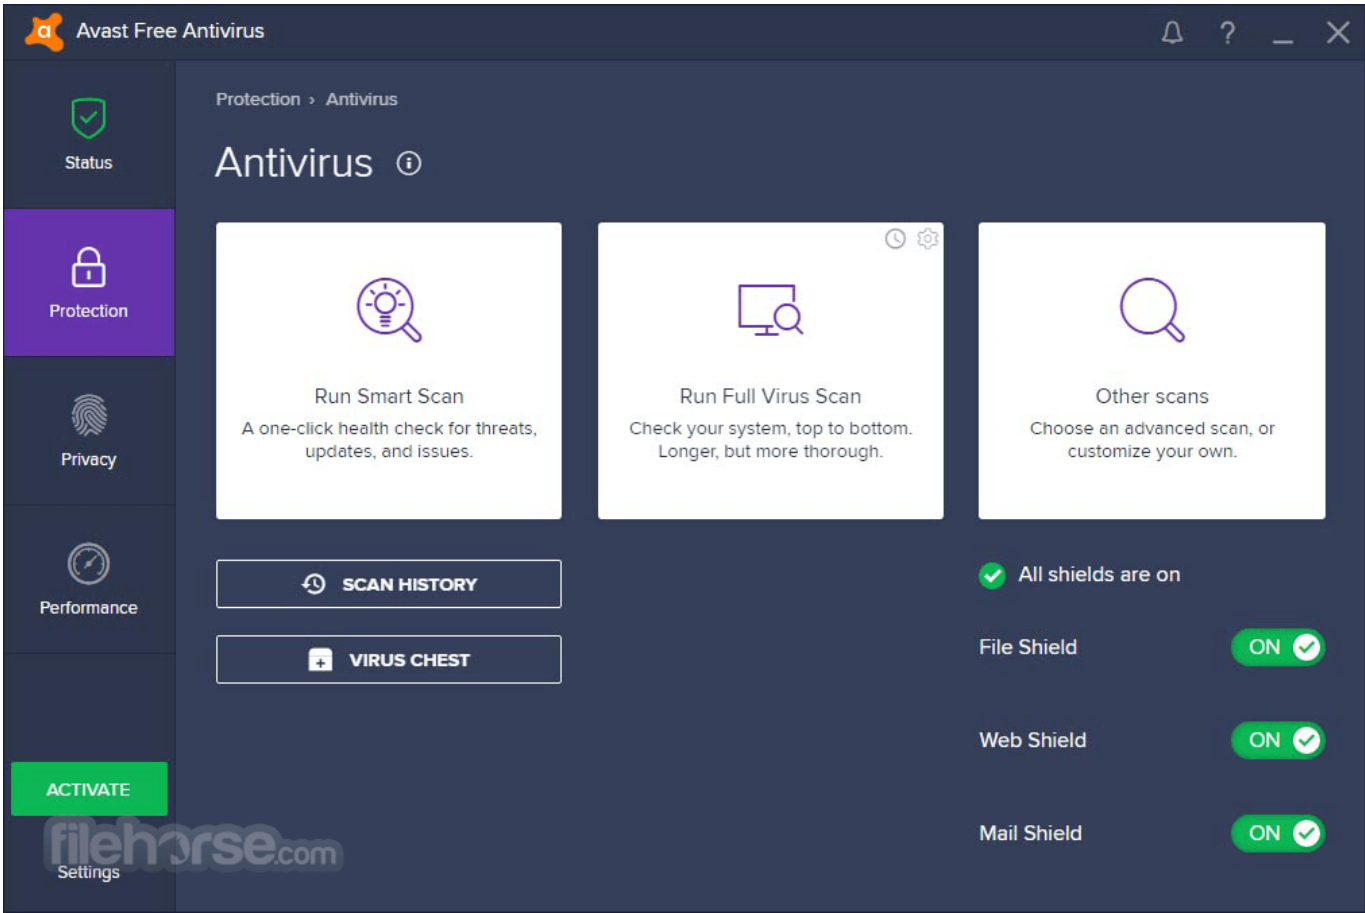 Avast Free Antivirus
Protection › Antivirus
Antivirus
Status
Protection
Privacy
Performance
ACTIVATE
Settings
Run Smart Scan
A one-click health check for threats,
updates, and issues.
Run Full Virus Scan
Check your system, top to bottom.
Longer, but more thorough.
Other scans
Choose an advanced scan, or
customize your own.
SCAN HISTORY
VIRUS CHEST
All shields are on
File Shield
ON
Web Shield
ON
Mail Shield
ON
filehorse.com